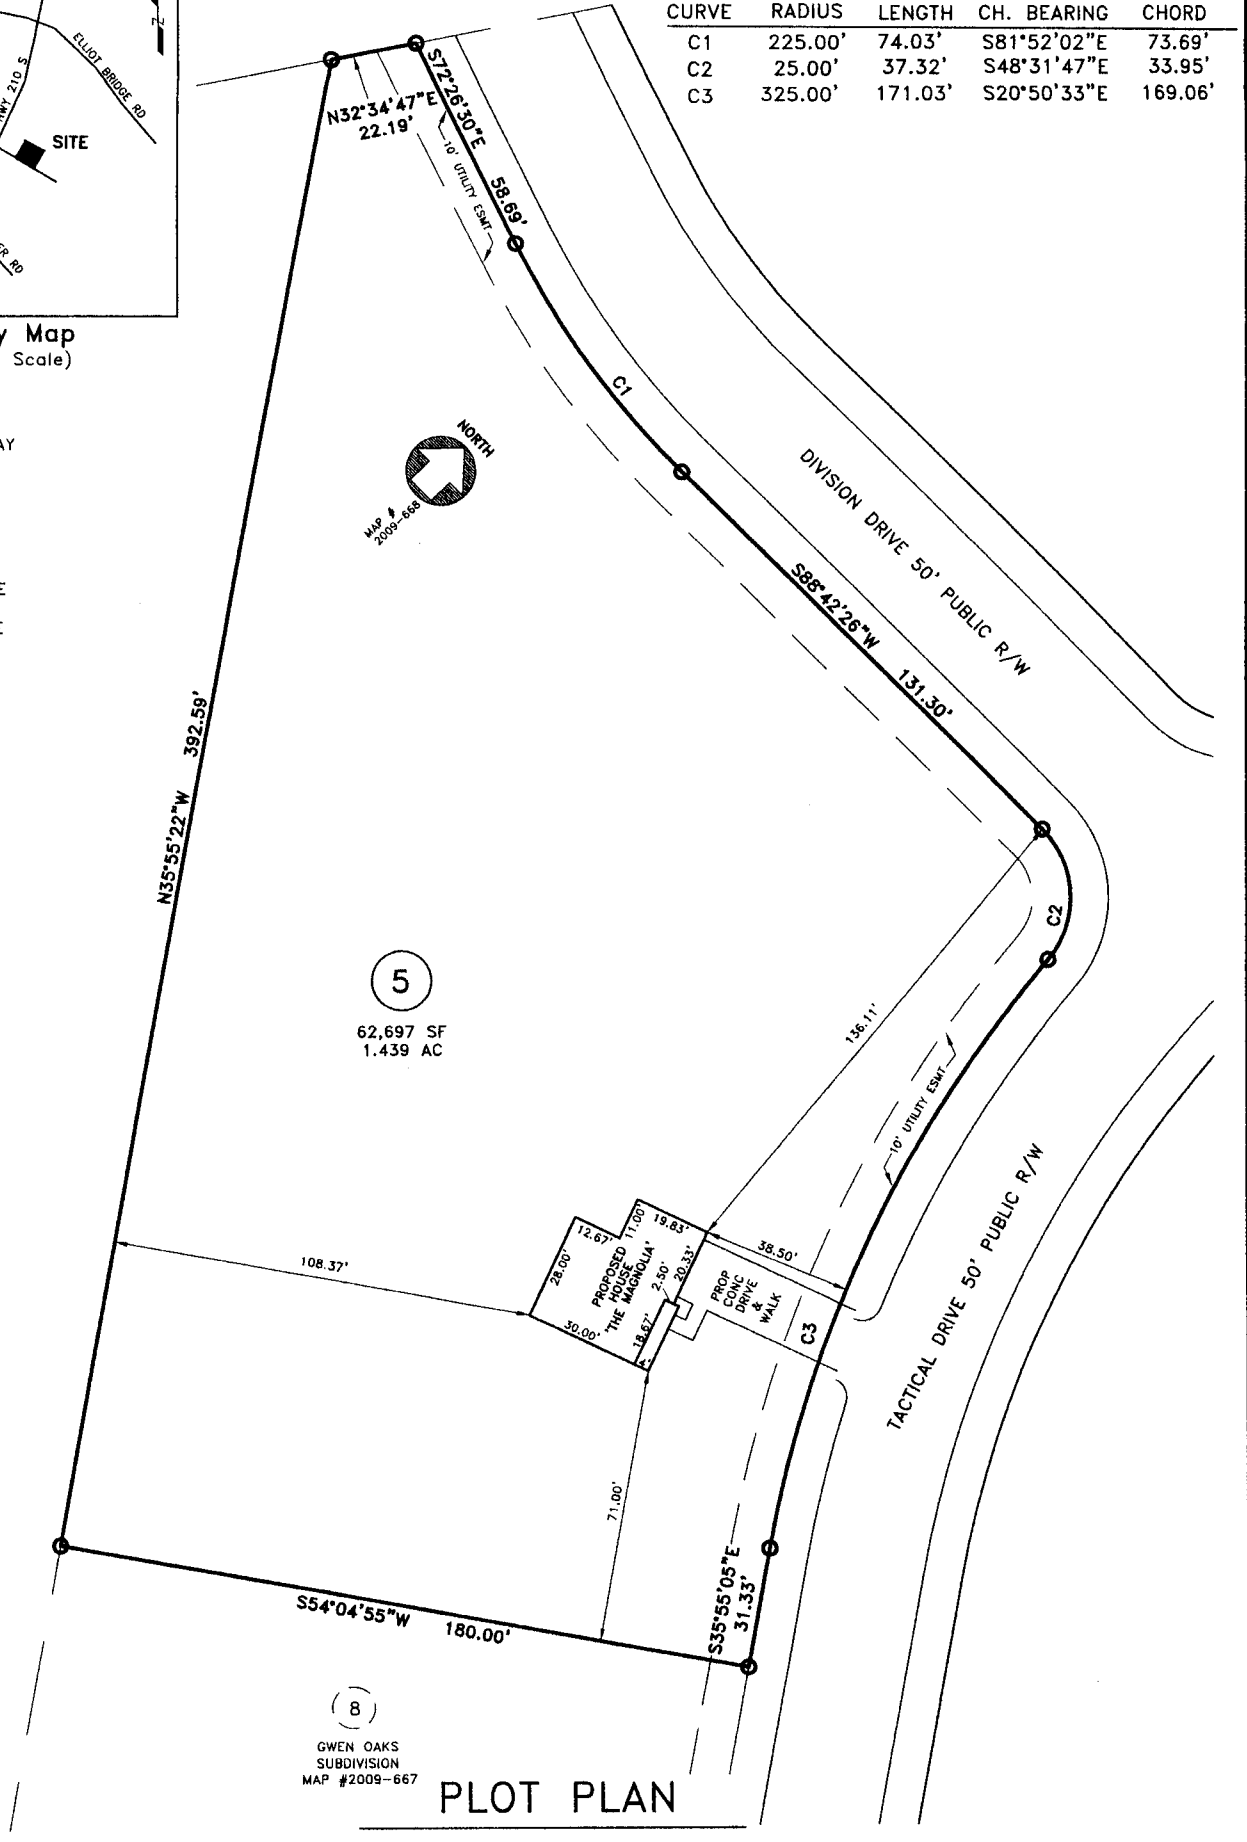 CURVE RADIUS LENGTH CH. BEARING CHORD
C1 225.00' 74.03' S81°52'02"E 73.69'
C2 25.00' 37.32' S48°31'47"E 33.95'
C3 325.00' 171.03' S20°50'33"E 169.06'
Z
ELLIOT BRIDGE RD
HWY 210 S
SITE
ER RD
y Map
Scale)
AY
E
E
N32°34'47"E
22.19'
S72°26'30"E 58.69'
10' UTILITY ESMT
C1
NORTH
MAP #
2009-668
DIVISION DRIVE 50' PUBLIC R/W
S88°42'26"W 131.30'
N35°55'22"W 392.59'
C2
5
62,697 SF
1.439 AC
136.11'
10' UTILITY ESMT
TACTICAL DRIVE 50' PUBLIC R/W
108.37'
12.67'
11.00'
19.83'
28.00'
PROPOSED
HOUSE
'THE MAGNOLIA'
2.50'
20.33'
38.50'
30.00'
18.67'
PROP
CONC
DRIVE
&
WALK
C3
71.00'
S35°55'05"E
31.33'
S54°04'55"W 180.00'
8
GWEN OAKS
SUBDIVISION
MAP #2009-667
PLOT PLAN